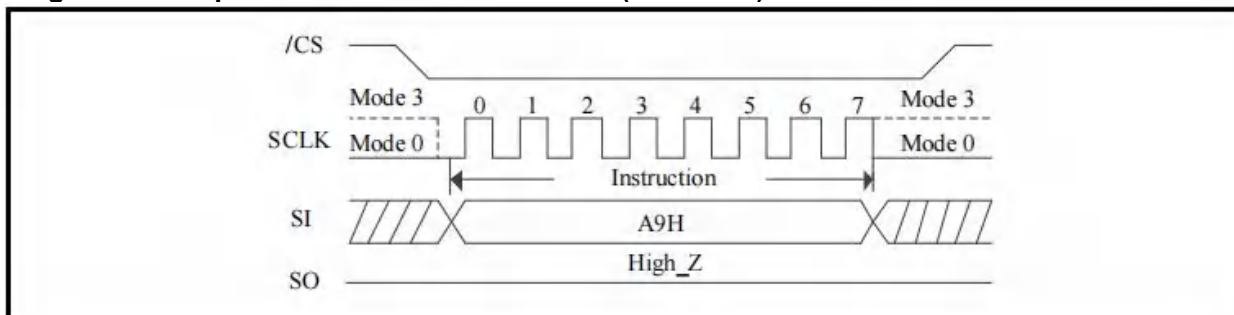 /CS
Mode 3 0 1 2 3 4 5 6 7 Mode 3
SCLK Mode 0 Mode 0
Instruction
SI A9H
High_Z
SO